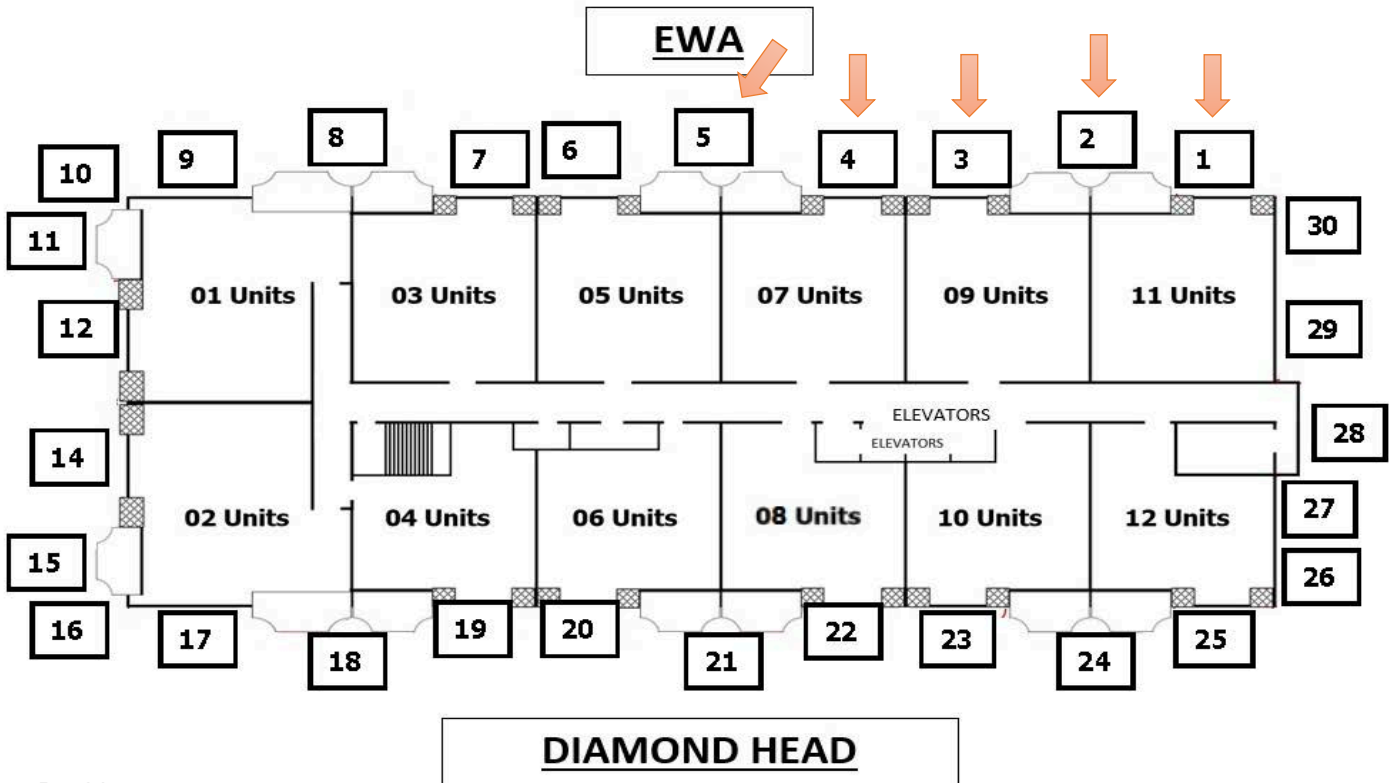 EWA
8
5
2
9
7
6
4
3
1
10
11
30
01 Units
03 Units
05 Units
07 Units
09 Units
11 Units
12
29
ELEVATORS
ELEVATORS
28
14
02 Units
04 Units
06 Units
08 Units
10 Units
12 Units
27
15
26
16
17
18
19
20
21
22
23
24
25
DIAMOND HEAD